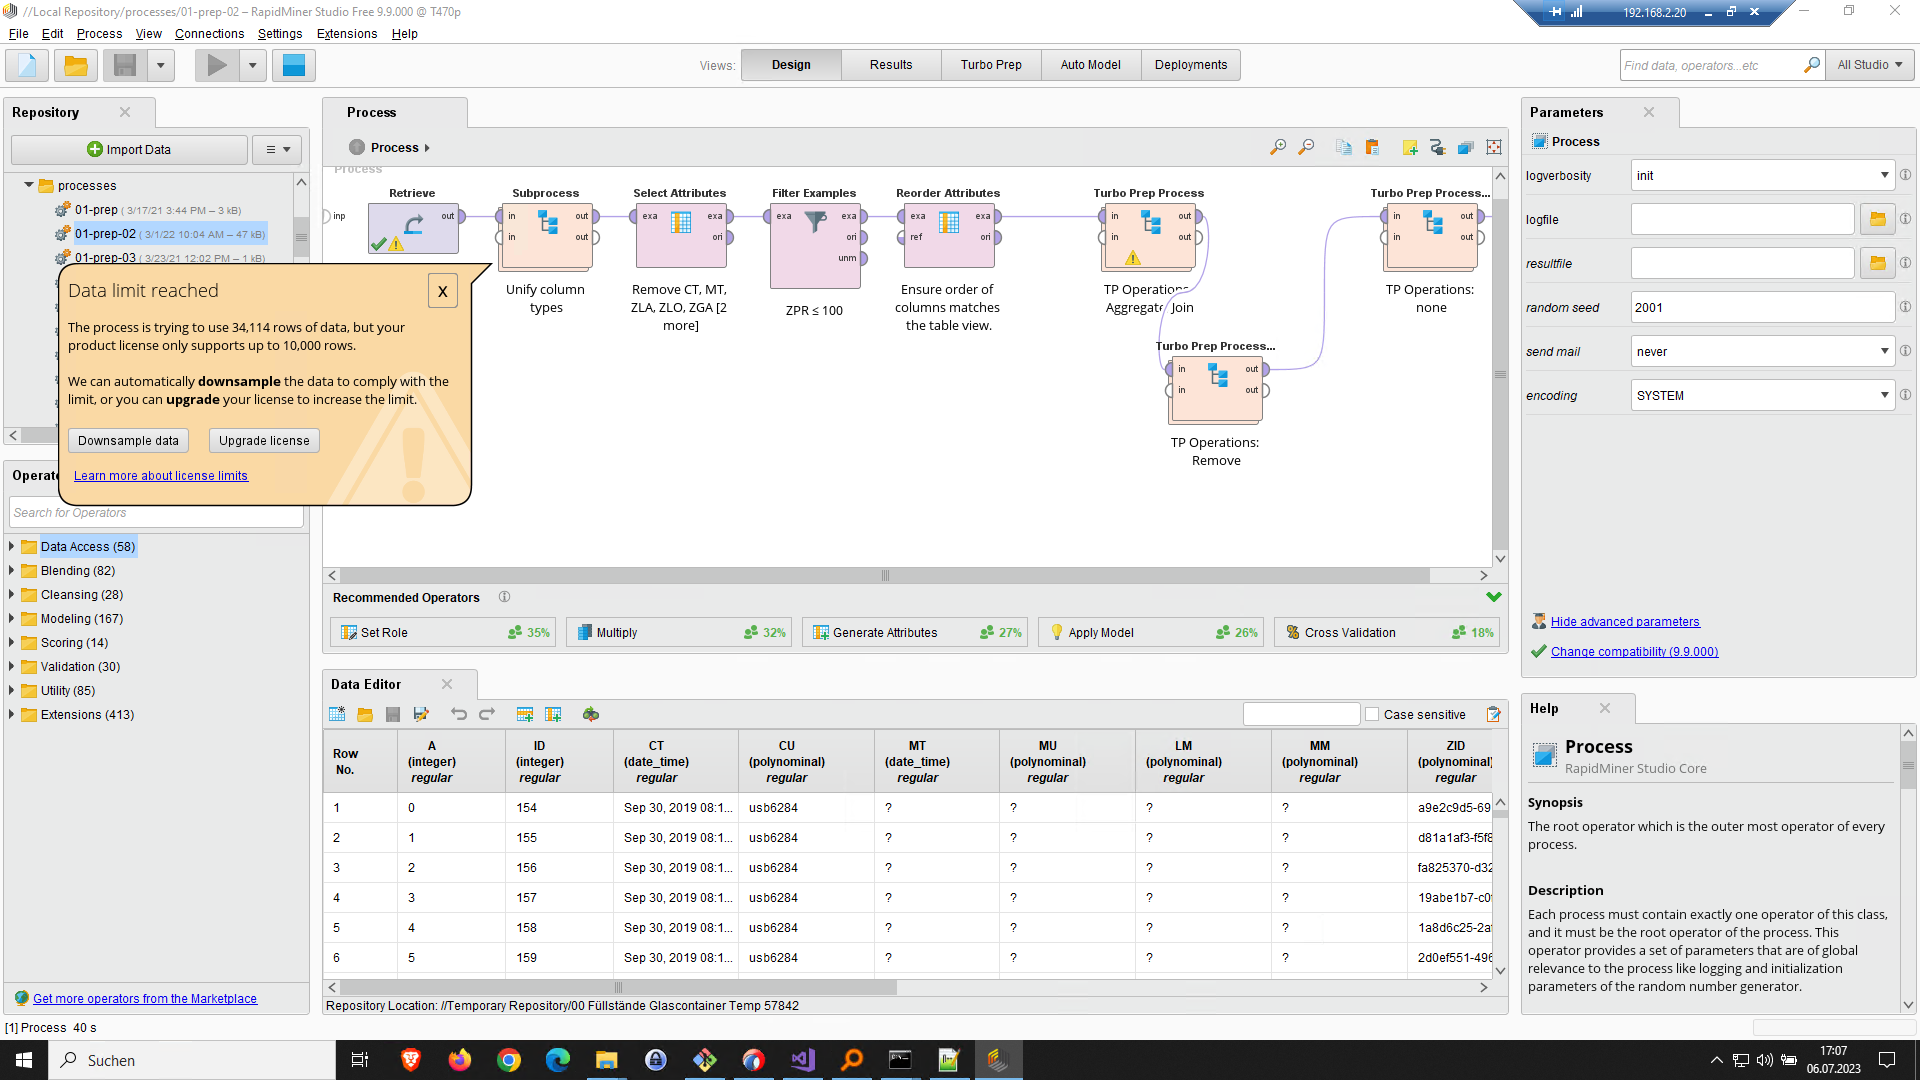 //Local Repository/processes/01-prep-02 – RapidMiner Studio Free 9.9.000 @ T470p
192.168.2.20
File Edit Process View Connections Settings Extensions Help
Views: Design Results Turbo Prep Auto Model Deployments
Find data, operators...etc All Studio
Repository
Import Data
processes
01-prep ( 3/17/21 3:44 PM – 3 kB)
01-prep-02 ( 3/1/22 10:04 AM – 47 kB)
01-prep-03 ( 3/23/21 12:02 PM – 1 kB)
Data limit reached
X
The process is trying to use 34,114 rows of data, but your
product license only supports up to 10,000 rows.
We can automatically downsample the data to comply with the
limit, or you can upgrade your license to increase the limit.
Downsample data Upgrade license
Learn more about license limits
Search for Operators
Data Access (58)
Blending (82)
Cleansing (28)
Modeling (167)
Scoring (14)
Validation (30)
Utility (85)
Extensions (413)
Get more operators from the Marketplace
[1] Process 40 s
Process
Process
Process
inp
Retrieve
out
Subprocess
in out
in out
Unify column
types
Select Attributes
exa exa
ori
Remove CT, MT,
ZLA, ZLO, ZGA [2
more]
Filter Examples
exa exa
ori
unm
ZPR ≤ 100
Reorder Attributes
exa exa
ref ori
Ensure order of
columns matches
the table view.
Turbo Prep Process
in out
in out
Turbo Prep Process...
in out
in out
TP Operations:
Remove
Turbo Prep Process...
in out
in out
TP Operations:
none
Recommended Operators
Set Role 35% Multiply 32% Generate Attributes 27% Apply Model 26% Cross Validation 18%
Data Editor
Case sensitive
Row No. A (integer) regular ID (integer) regular CT (date_time) regular CU (polynominal) regular MT (date_time) regular MU (polynominal) regular LM (polynominal) regular MM (polynominal) regular ZID (polynominal) regular
1 0 154 Sep 30, 2019 08:1... usb6284 ? ? ? ? a9e2c9d5-69
2 1 155 Sep 30, 2019 08:1... usb6284 ? ? ? ? d81a1af3-f5f8
3 2 156 Sep 30, 2019 08:1... usb6284 ? ? ? ? fa825370-d32
4 3 157 Sep 30, 2019 08:1... usb6284 ? ? ? ? 19abe1b7-c0
5 4 158 Sep 30, 2019 08:1... usb6284 ? ? ? ? 1a8d6c25-2a
6 5 159 Sep 30, 2019 08:1... usb6284 ? ? ? ? 2d0ef551-496
Repository Location: //Temporary Repository/00 Füllstände Glascontainer Temp 57842
Parameters
Process
logverbosity init
logfile
resultfile
random seed 2001
send mail never
encoding SYSTEM
Hide advanced parameters
Change compatibility (9.9.000)
Help
Process
RapidMiner Studio Core
Synopsis
The root operator which is the outer most operator of every
process.
Description
Each process must contain exactly one operator of this class,
and it must be the root operator of the process. This
operator provides a set of parameters that are of global
relevance to the process like logging and initialization
parameters of the random number generator.
Suchen
17:07
06.07.2023